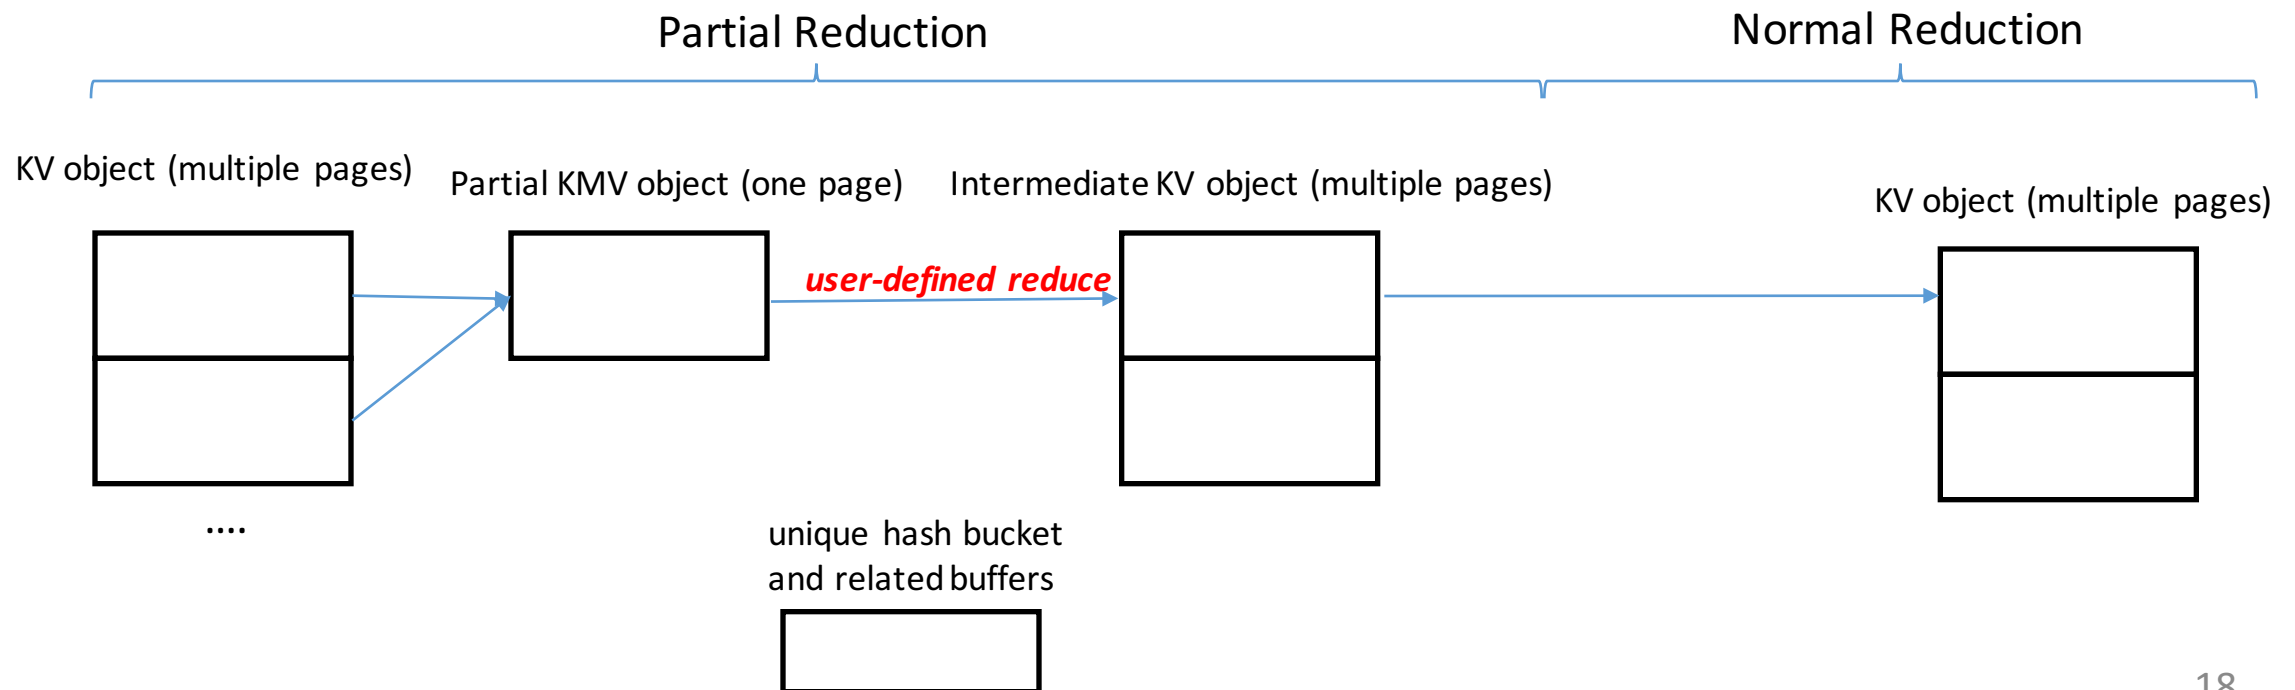 Partial Reduction
Normal Reduction
KV object (multiple pages)
Partial KMV object (one page)
Intermediate KV object (multiple pages)
KV object (multiple pages)
user-defined reduce
....
unique hash bucket
and related buffers
18